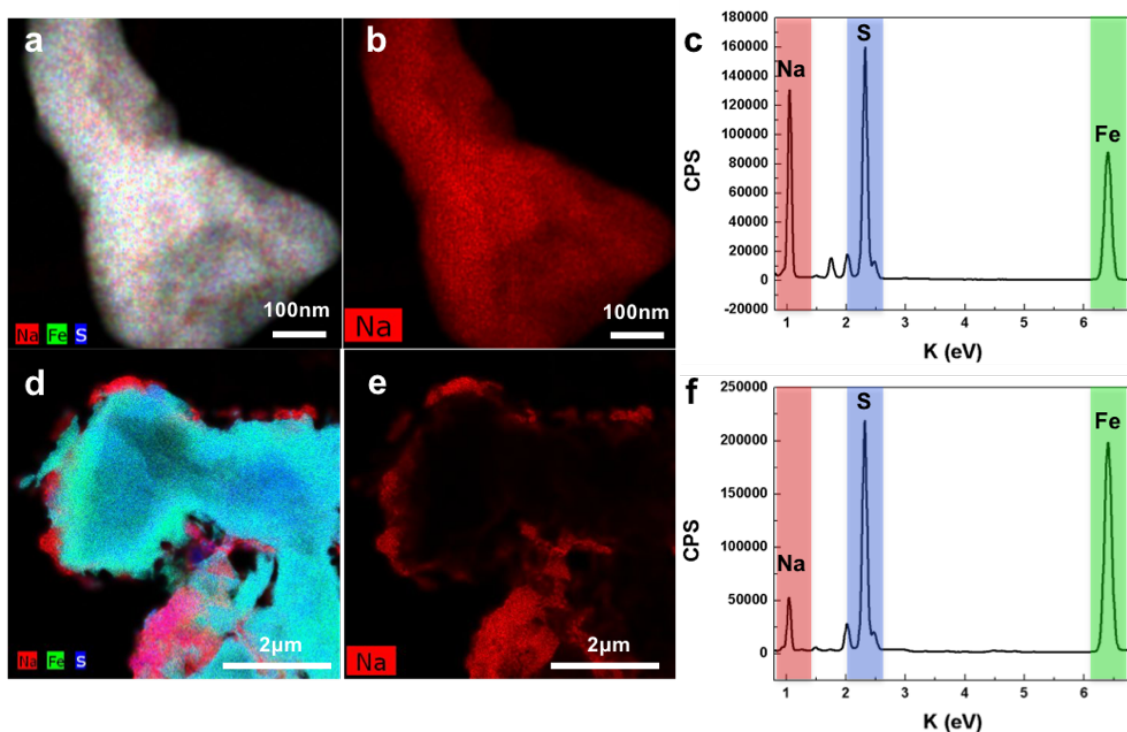 a
Na Fe S
100nm
b
Na
100nm
c
180000
160000
140000
120000
100000
80000
60000
40000
20000
0
-20000
CPS
Na
S
Fe
1 2 3 4 5 6
K (eV)
d
Na Fe S
2μm
e
Na
2μm
f
250000
200000
150000
100000
50000
0
CPS
Na
S
Fe
1 2 3 4 5 6
K (eV)